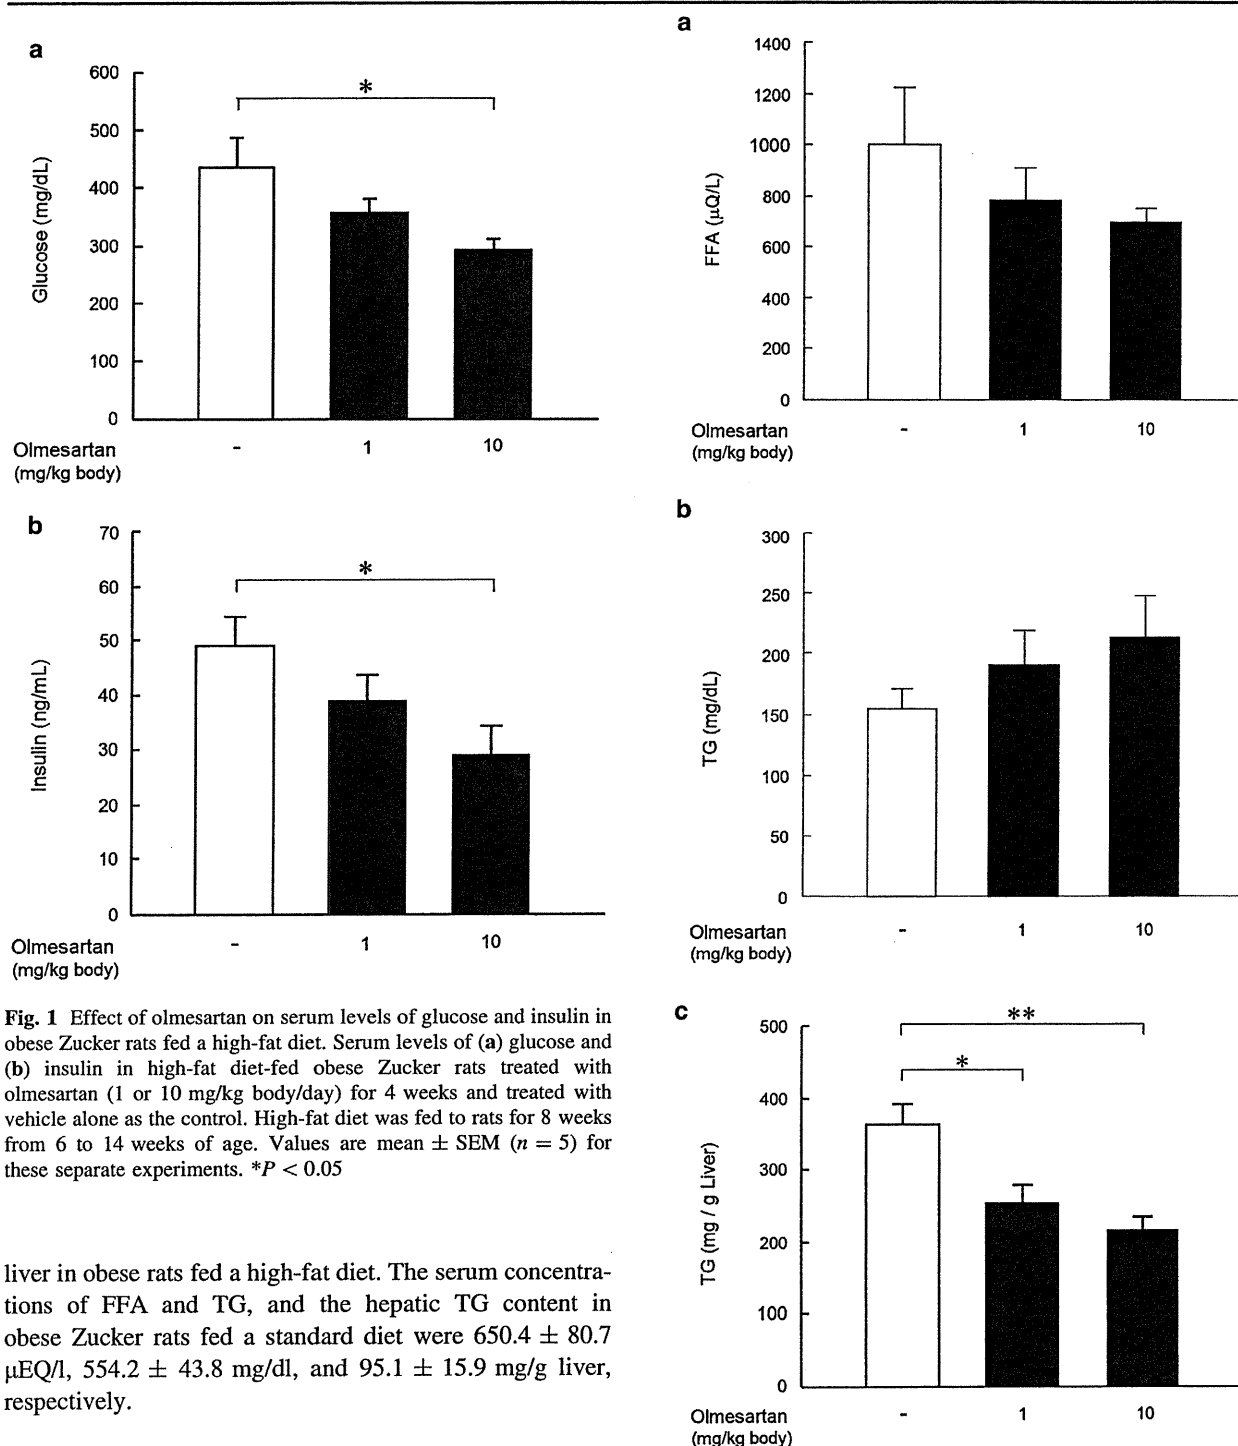 a
600
500
400
300
200
100
0
Glucose (mg/dL)
*
Olmesartan
(mg/kg body)
-
1
10
b
70
60
50
40
30
20
10
0
Insulin (ng/mL)
*
Olmesartan
(mg/kg body)
-
1
10
Fig. 1 Effect of olmesartan on serum levels of glucose and insulin in
obese Zucker rats fed a high-fat diet. Serum levels of (a) glucose and
(b) insulin in high-fat diet-fed obese Zucker rats treated with
olmesartan (1 or 10 mg/kg body/day) for 4 weeks and treated with
vehicle alone as the control. High-fat diet was fed to rats for 8 weeks
from 6 to 14 weeks of age. Values are mean ± SEM (n = 5) for
these separate experiments. *P < 0.05
liver in obese rats fed a high-fat diet. The serum concentra-
tions of FFA and TG, and the hepatic TG content in
obese Zucker rats fed a standard diet were 650.4 ± 80.7
μEQ/l, 554.2 ± 43.8 mg/dl, and 95.1 ± 15.9 mg/g liver,
respectively.
a
1400
1200
1000
800
600
400
200
0
FFA (μQ/L)
Olmesartan
(mg/kg body)
-
1
10
b
300
250
200
150
100
50
0
TG (mg/dL)
Olmesartan
(mg/kg body)
-
1
10
c
500
400
300
200
100
0
TG (mg / g Liver)
**
*
Olmesartan
(mg/kg body)
-
1
10